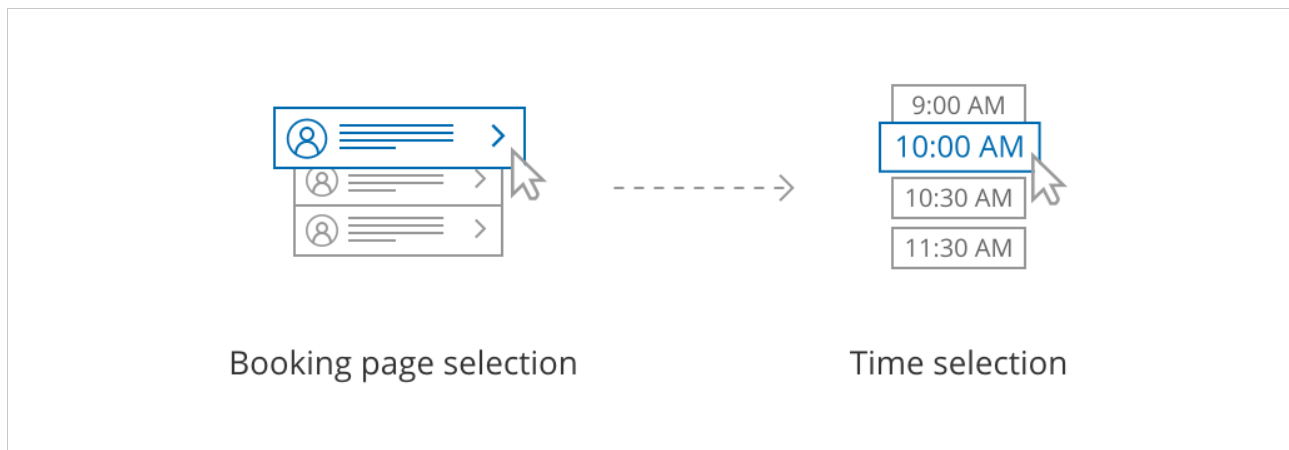 9:00 AM
10:00 AM
10:30 AM
11:30 AM
Booking page selection
Time selection